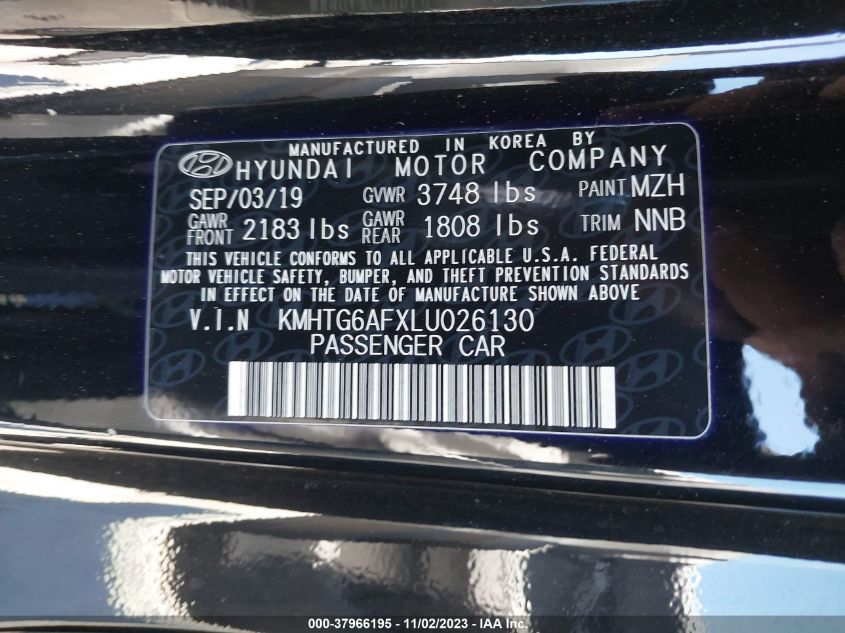 MANUFACTURED IN KOREA BY
HYUNDAI MOTOR COMPANY
SEP/03/19 GVWR 3748 lbs PAINT MZH
GAWR FRONT 2183 lbs GAWR REAR 1808 lbs TRIM NNB
THIS VEHICLE CONFORMS TO ALL APPLICABLE U.S.A. FEDERAL
MOTOR VEHICLE SAFETY, BUMPER, AND THEFT PREVENTION STANDARDS
IN EFFECT ON THE DATE OF MANUFACTURE SHOWN ABOVE
V.I.N KMHTG6AFXLU026130
PASSENGER CAR
000-37966195 - 11/02/2023 - IAA Inc.